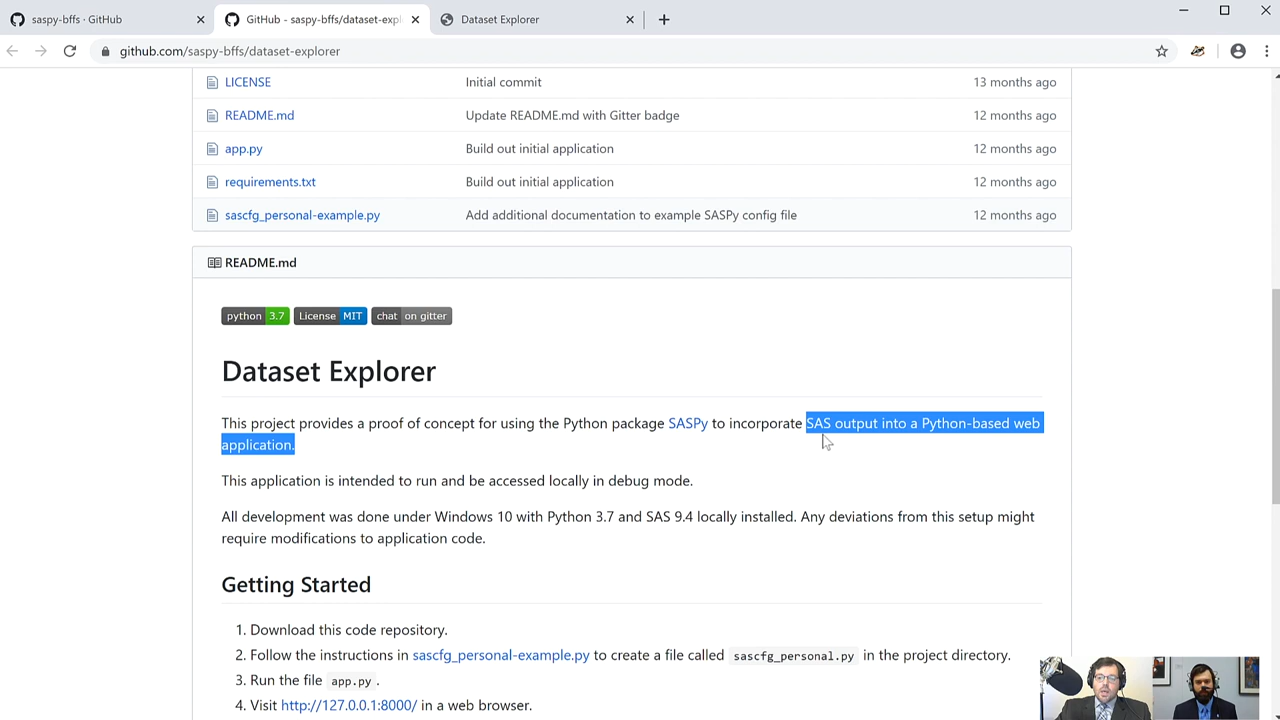 saspy-bffs · GitHub
GitHub - saspy-bffs/dataset-expl
Dataset Explorer
github.com/saspy-bffs/dataset-explorer
LICENSE Initial commit 13 months ago
README.md Update README.md with Gitter badge 12 months ago
app.py Build out initial application 12 months ago
requirements.txt Build out initial application 12 months ago
sascfg_personal-example.py Add additional documentation to example SASPy config file 12 months ago
README.md
python 3.7 License MIT chat on gitter
Dataset Explorer
This project provides a proof of concept for using the Python package SASPy to incorporate SAS output into a Python-based web
application.
This application is intended to run and be accessed locally in debug mode.
All development was done under Windows 10 with Python 3.7 and SAS 9.4 locally installed. Any deviations from this setup might
require modifications to application code.
Getting Started
1. Download this code repository.
2. Follow the instructions in sascfg_personal-example.py to create a file called sascfg_personal.py in the project directory.
3. Run the file app.py .
4. Visit http://127.0.0.1:8000/ in a web browser.